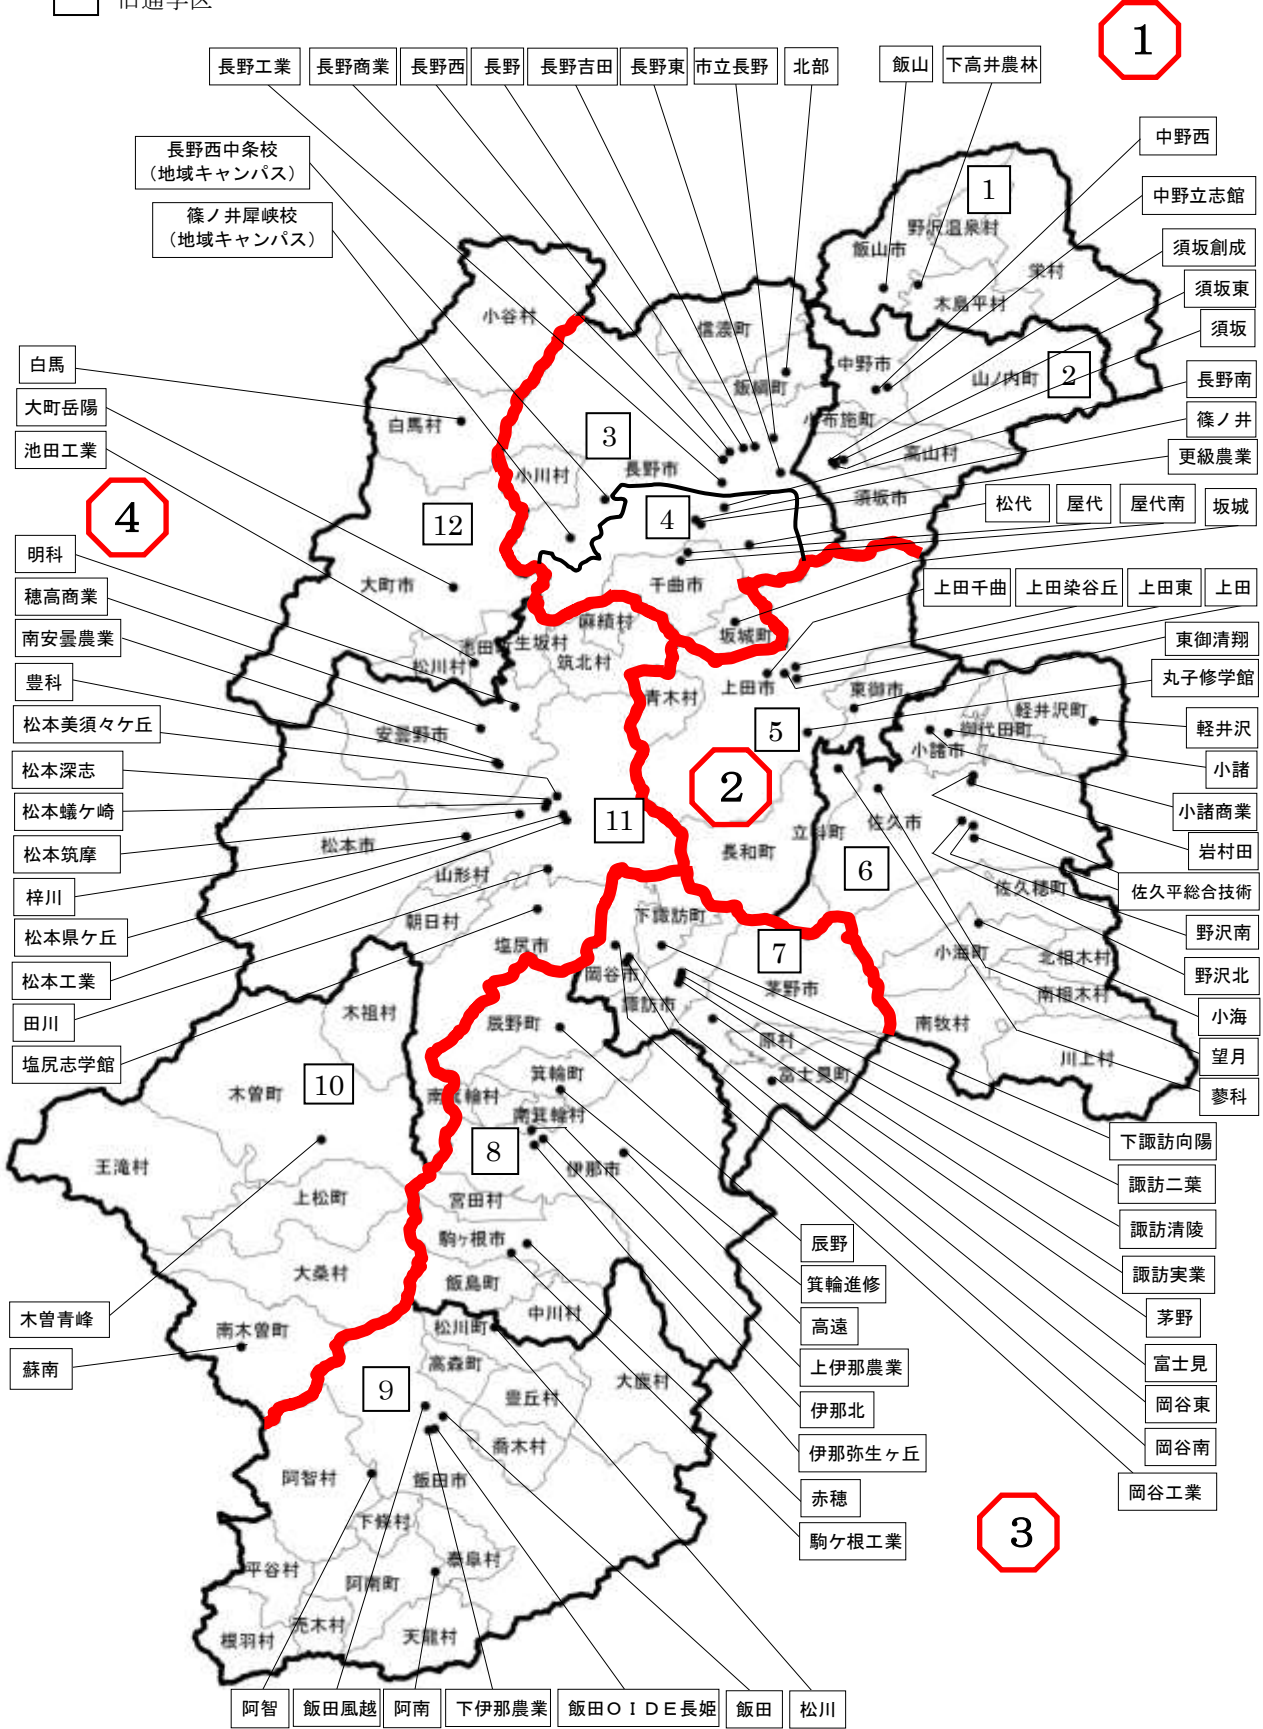 旧通学区
1
長野工業
長野商業
長野西
長野
長野吉田
長野東
市立長野
北部
飯山
下高井農林
長野西中条校
(地域キャンパス)
篠ノ井犀峡校
(地域キャンパス)
中野西
中野立志館
須坂創成
須坂東
須坂
長野南
篠ノ井
更級農業
松代
屋代
屋代南
坂城
上田千曲
上田染谷丘
上田東
上田
東御清翔
丸子修学館
軽井沢
小諸
小諸商業
岩村田
佐久平総合技術
野沢南
野沢北
小海
望月
蓼科
白馬
大町岳陽
池田工業
4
明科
穂高商業
南安曇農業
豊科
松本美須々ケ丘
松本深志
松本蟻ケ崎
松本筑摩
梓川
松本県ケ丘
松本工業
田川
塩尻志学館
木曽青峰
蘇南
1
野沢温泉村
飯山市
栄村
木島平村
小谷村
信濃町
中野市
山ノ内町
2
飯綱町
白馬村
3
小布施町
小川村
長野市
高山村
須坂市
12
4
大町市
千曲市
麻績村
坂城町
池田町
生坂村
松川村
筑北村
青木村
上田市
東御市
軽井沢町
御代田町
小諸市
安曇野市
5
2
11
立科町
佐久市
松本市
長和町
6
山形村
佐久穂町
朝日村
下諏訪町
塩尻市
7
小海町
北相木村
岡谷市
茅野市
南相木村
諏訪市
木祖村
辰野町
原村
南牧村
川上村
10
木曽町
箕輪町
富士見町
南箕輪村
南箕輪村
8
伊那市
王滝村
上松町
宮田村
駒ヶ根市
大桑村
飯島町
中川村
南木曽町
松川町
高森町
9
大鹿村
豊丘村
喬木村
阿智村
飯田市
下條村
泰阜村
平谷村
阿南町
売木村
根羽村
天龍村
下諏訪向陽
諏訪二葉
諏訪清陵
諏訪実業
茅野
富士見
岡谷東
岡谷南
岡谷工業
辰野
箕輪進修
高遠
上伊那農業
伊那北
伊那弥生ヶ丘
赤穂
駒ケ根工業
3
阿智
飯田風越
阿南
下伊那農業
飯田OIDE長姫
飯田
松川